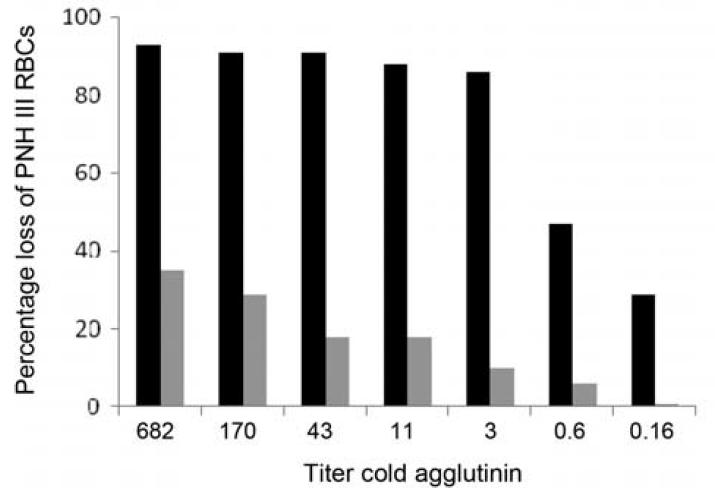 Percentage loss of PNH III RBCs
100
80
60
40
20
0
682 170 43 11 3 0.6 0.16
Titer cold agglutinin